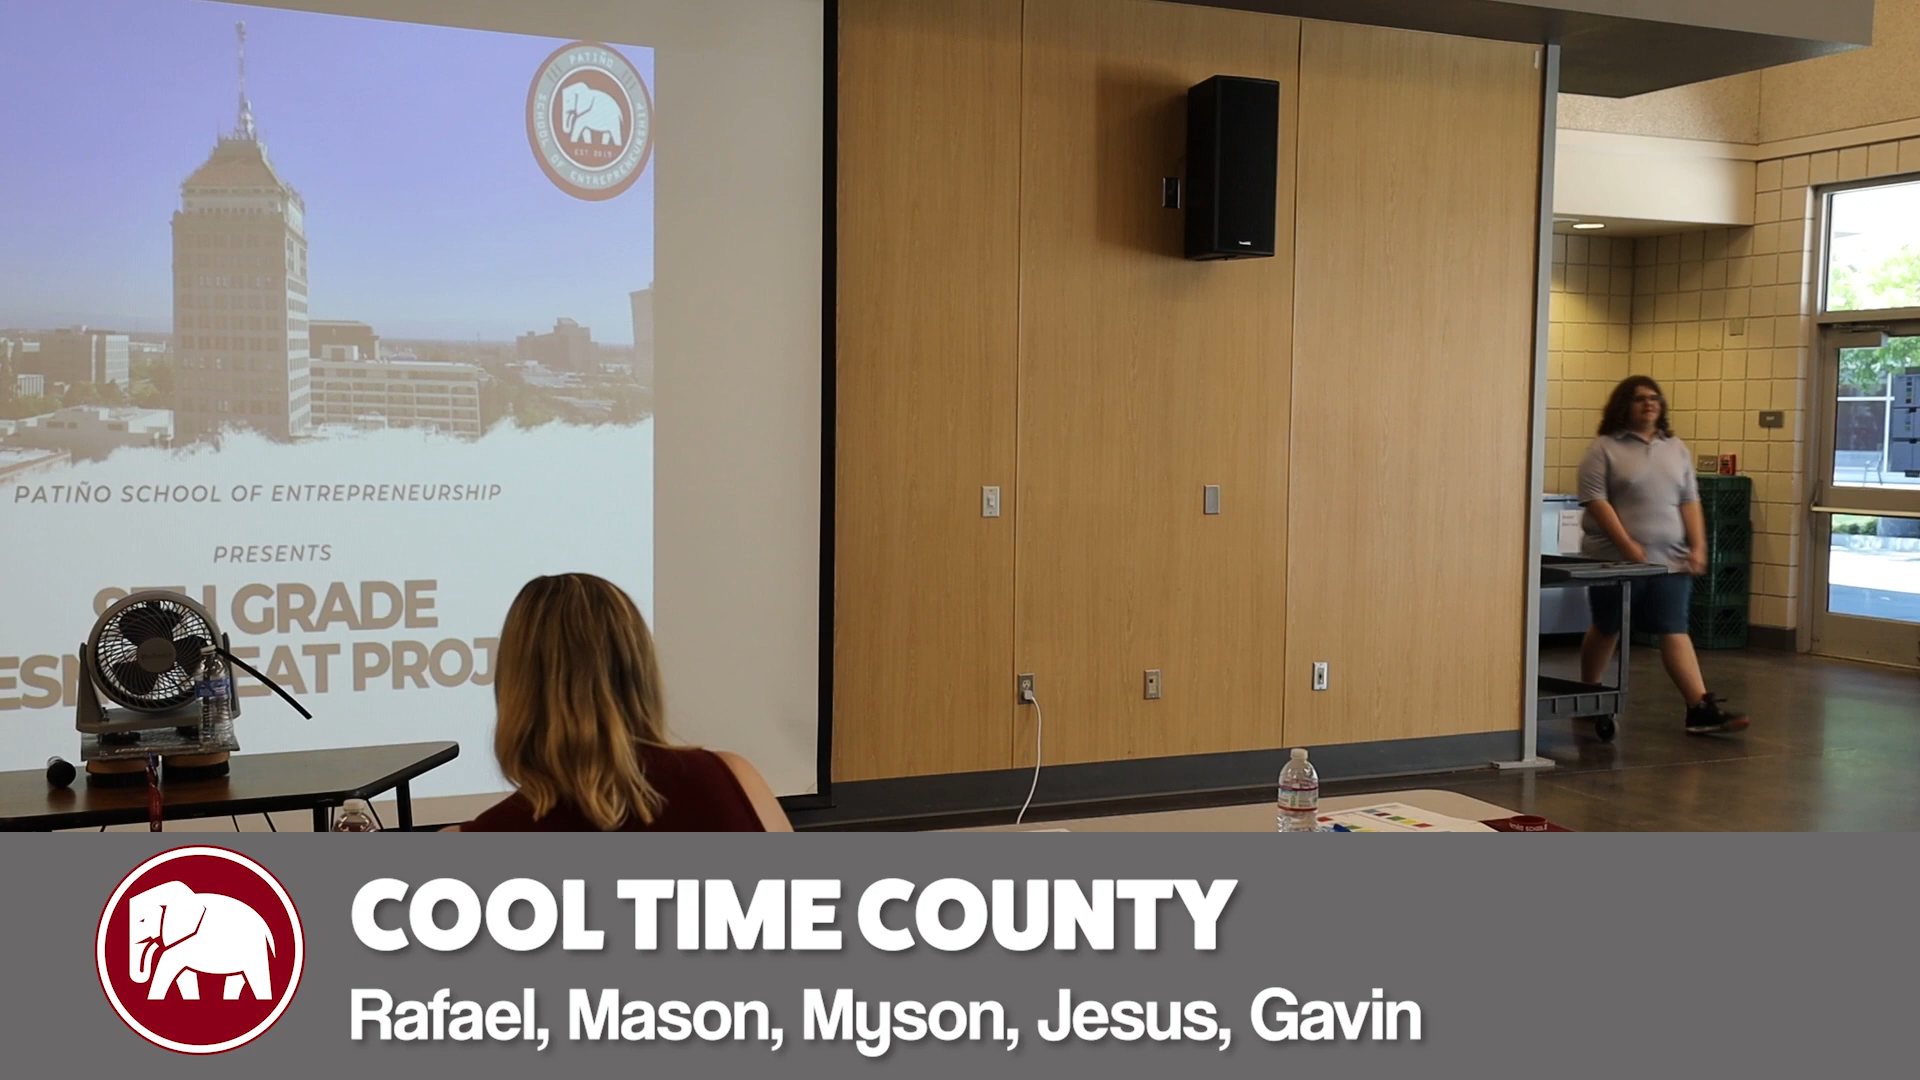 PATIÑO
SCHOOL OF ENTREPRENEURSHIP
EST 2015
PATIÑO SCHOOL OF ENTREPRENEURSHIP
PRESENTS
GRADE
EAT PROJ
COOL TIME COUNTY
Rafael, Mason, Myson, Jesus, Gavin